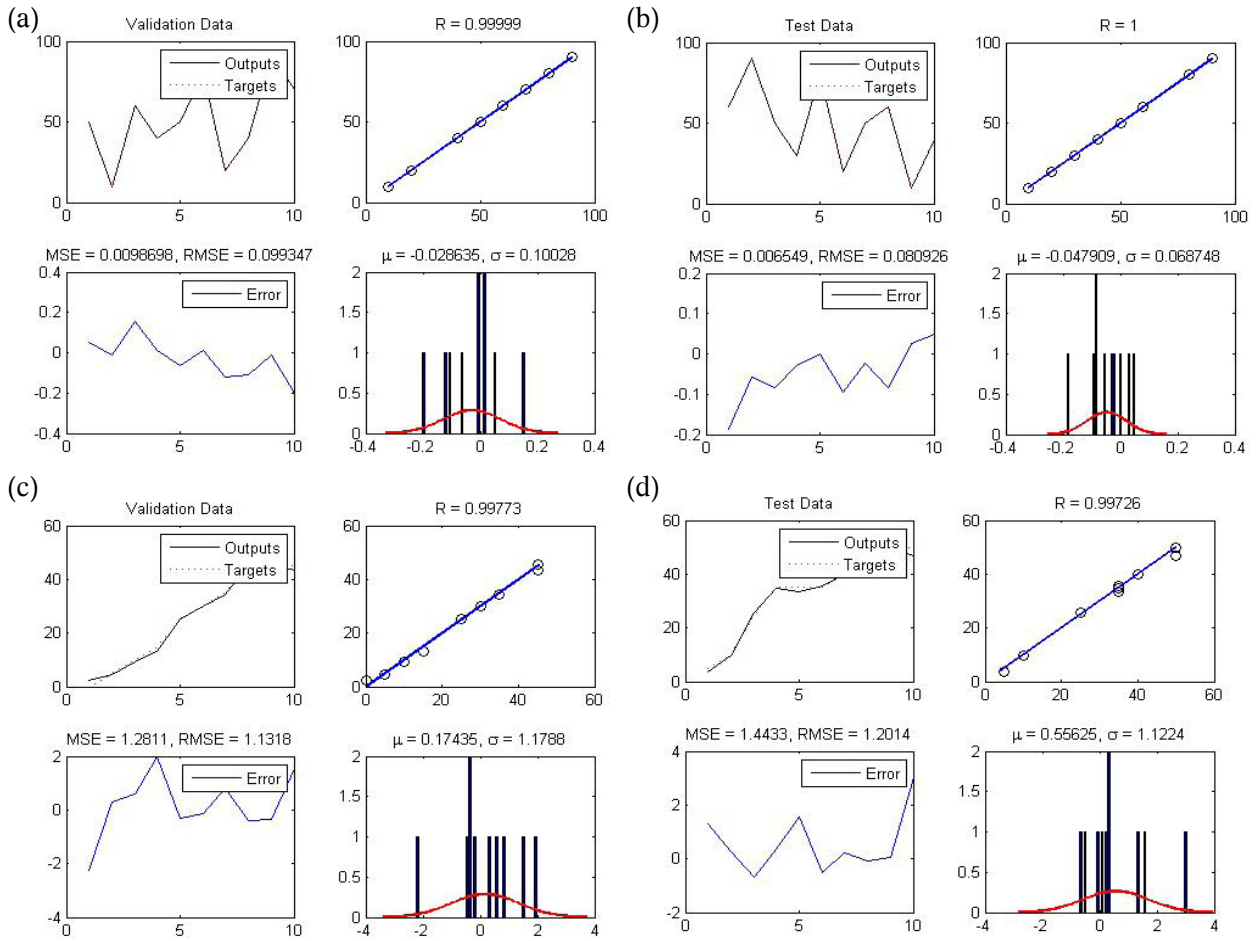 (a)
Validation Data
100
50
0
0 5 10
Outputs
Targets
R = 0.99999
100
50
0
0 50 100
MSE = 0.0098698, RMSE = 0.099347
0.4
0.2
0
-0.2
-0.4
0 5 10
Error
μ = -0.028635, σ = 0.10028
2
1.5
1
0.5
0
-0.4 -0.2 0 0.2 0.4
(b)
Test Data
100
50
0
0 5 10
Outputs
Targets
R = 1
100
50
0
0 50 100
MSE = 0.006549, RMSE = 0.080926
0.2
0.1
0
-0.1
-0.2
0 5 10
Error
μ = -0.047909, σ = 0.068748
2
1.5
1
0.5
0
-0.4 -0.2 0 0.2 0.4
(c)
Validation Data
60
40
20
0
0 5 10
Outputs
Targets
R = 0.99773
60
40
20
0
0 20 40 60
MSE = 1.2811, RMSE = 1.1318
2
0
-2
-4
0 5 10
Error
μ = 0.17435, σ = 1.1788
2
1.5
1
0.5
0
-4 -2 0 2 4
(d)
Test Data
60
40
20
0
0 5 10
Outputs
Targets
R = 0.99726
60
40
20
0
0 20 40 60
MSE = 1.4433, RMSE = 1.2014
4
2
0
-2
0 5 10
Error
μ = 0.55625, σ = 1.1224
2
1.5
1
0.5
0
-4 -2 0 2 4